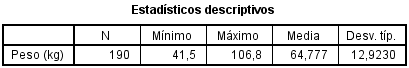 Estadísticos descriptivos
N Mínimo Máximo Media Desv. típ.
Peso (kg) 190 41,5 106,8 64,777 12,9230